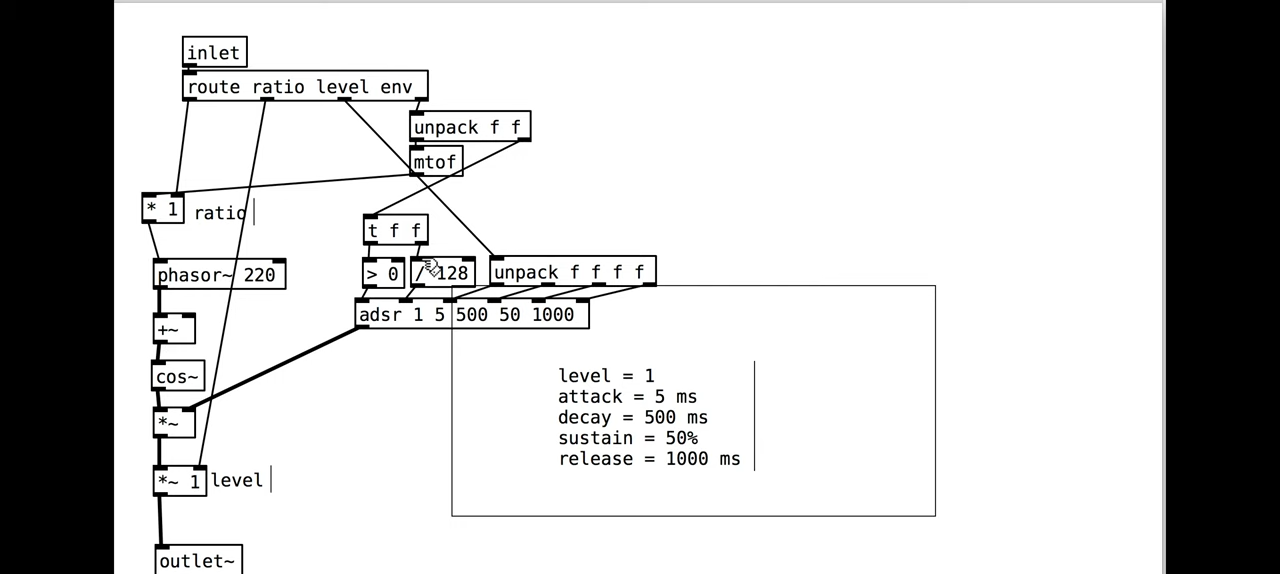 inlet
route ratio level env
unpack f f
mtof
* 1 ratio
t f f
phasor~ 220
> 0
/ 128
unpack f f f f
adsr 1 5 500 50 1000
+~
cos~
level = 1
attack = 5 ms
decay = 500 ms
sustain = 50%
release = 1000 ms
*~
*~ 1 level
outlet~